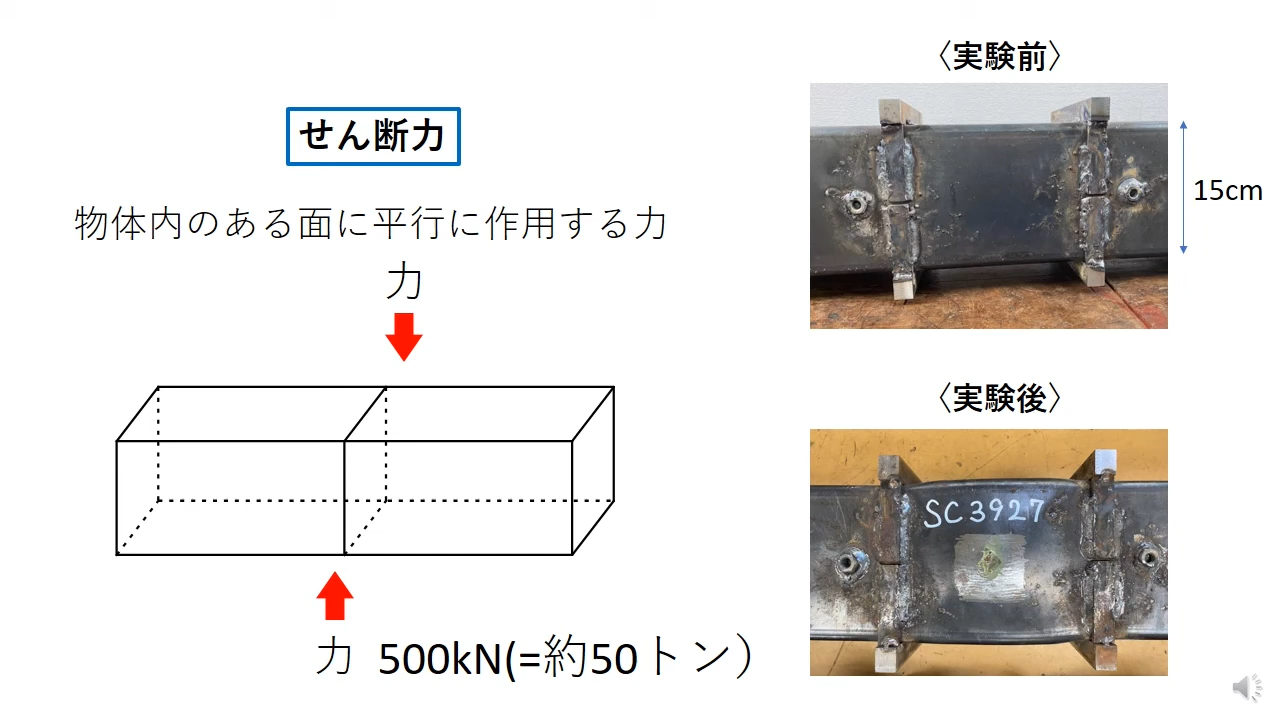 せん断力
物体内のある面に平行に作用する力
力
力 500kN(=約50トン）
〈実験前〉
15cm
〈実験後〉
SC3927